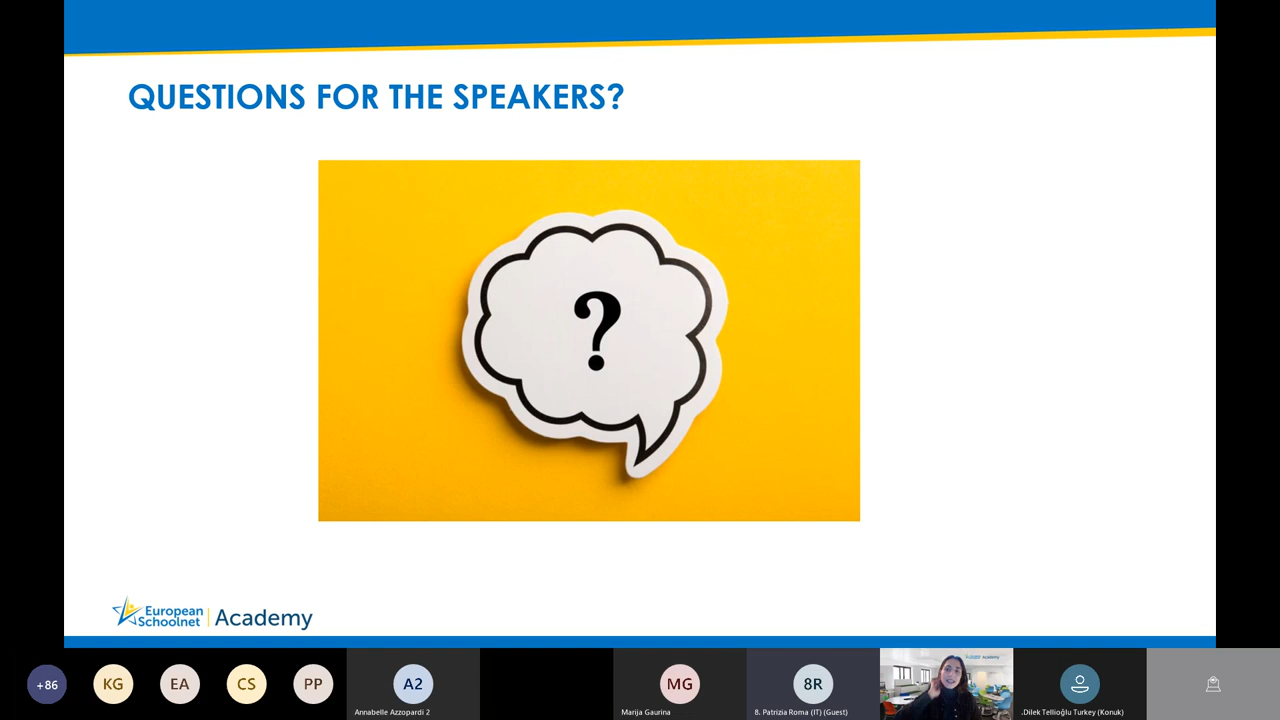 QUESTIONS FOR THE SPEAKERS?
?
European
Schoolnet
Academy
+86
KG
EA
CS
PP
A2
Annabelle Azzopardi 2
MG
Marija Gaurina
8R
8. Patrizia Roma (IT) (Guest)
Academy
.Dilek Tellioğlu Turkey (Konuk)